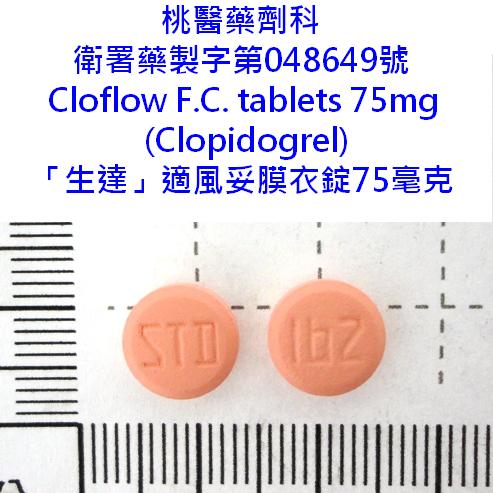 桃醫藥劑科
衛署藥製字第048649號
Cloflow F.C. tablets 75mg
(Clopidogrel)
「生達」適風妥膜衣錠75毫克
STD
Ib2